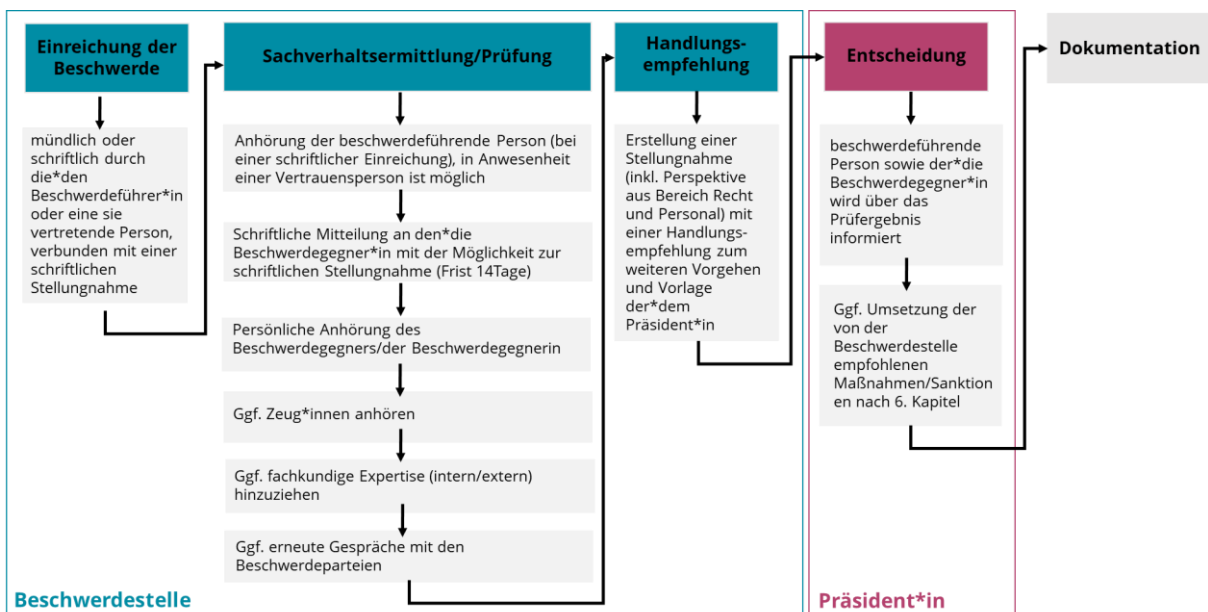 Einreichung der
Beschwerde
mündlich oder
schriftlich durch
die*den
Beschwerdeführer*in
oder eine sie
vertretende Person,
verbunden mit einer
schriftlichen
Stellungnahme
Sachverhaltsermittlung/Prüfung
Anhörung der beschwerdeführende Person (bei
einer schriftlicher Einreichung), in Anwesenheit
einer Vertrauensperson ist möglich
Schriftliche Mitteilung an den*die
Beschwerdegegner*in mit der Möglichkeit zur
schriftlichen Stellungnahme (Frist 14Tage)
Persönliche Anhörung des
Beschwerdegegners/der Beschwerdegegnerin
Ggf. Zeug*innen anhören
Ggf. fachkundige Expertise (intern/extern)
hinzuziehen
Ggf. erneute Gespräche mit den
Beschwerdeparteien
Handlungs-
empfehlung
Erstellung einer
Stellungnahme
(inkl. Perspektive
aus Bereich Recht
und Personal) mit
einer Handlungs-
empfehlung zum
weiteren Vorgehen
und Vorlage
der*dem
Präsident*in
Beschwerdestelle
Entscheidung
beschwerdeführende
Person sowie der*die
Beschwerdegegner*in
wird über das
Prüfergebnis
informiert
Ggf. Umsetzung der
von der
Beschwerdestelle
empfohlenen
Maßnahmen/Sanktion
en nach 6. Kapitel
Präsident*in
Dokumentation